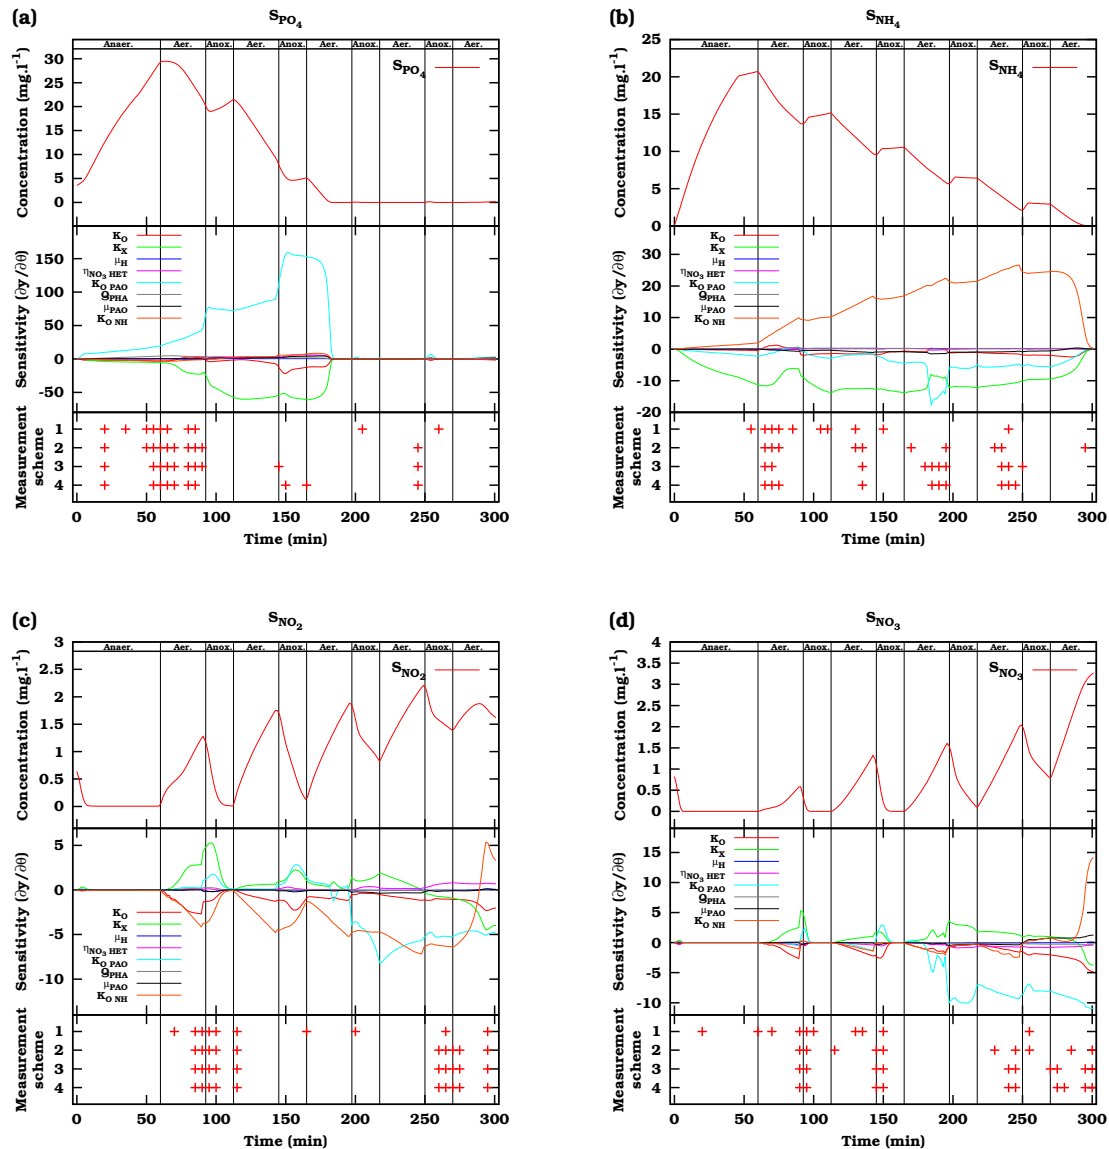 (a)
S_PO4
Anaer. Aer. Anox. Aer. Anox. Aer. Anox. Aer. Anox. Aer.
Concentration (mg.l⁻¹)
30
25
20
15
10
5
0
S_PO4
Sensitivity (∂y/∂θ)
150
100
50
0
-50
K_O
K_X
μ_H
η_NO3 HET
K_O PAO
Q_PHA
μ_PAO
K_O NH
Measurement
scheme
1
2
3
4
0 50 100 150 200 250 300
Time (min)
(b)
S_NH4
Anaer. Aer. Anox. Aer. Anox. Aer. Anox. Aer. Anox. Aer.
Concentration (mg.l⁻¹)
25
20
15
10
5
0
S_NH4
Sensitivity (∂y/∂θ)
30
20
10
0
-10
-20
K_O
K_X
μ_H
η_NO3 HET
K_O PAO
Q_PHA
μ_PAO
K_O NH
Measurement
scheme
1
2
3
4
0 50 100 150 200 250 300
Time (min)
(c)
S_NO2
Anaer. Aer. Anox. Aer. Anox. Aer. Anox. Aer. Anox. Aer.
Concentration (mg.l⁻¹)
3
2.5
2
1.5
1
0.5
0
S_NO2
Sensitivity (∂y/∂θ)
5
0
-5
-10
K_O
K_X
μ_H
η_NO3 HET
K_O PAO
Q_PHA
μ_PAO
K_O NH
Measurement
scheme
1
2
3
4
0 50 100 150 200 250 300
Time (min)
(d)
S_NO3
Anaer. Aer. Anox. Aer. Anox. Aer. Anox. Aer. Anox. Aer.
Concentration (mg.l⁻¹)
4
3.5
3
2.5
2
1.5
1
0.5
0
S_NO3
Sensitivity (∂y/∂θ)
15
10
5
0
-5
-10
K_O
K_X
μ_H
η_NO3 HET
K_O PAO
Q_PHA
μ_PAO
K_O NH
Measurement
scheme
1
2
3
4
0 50 100 150 200 250 300
Time (min)